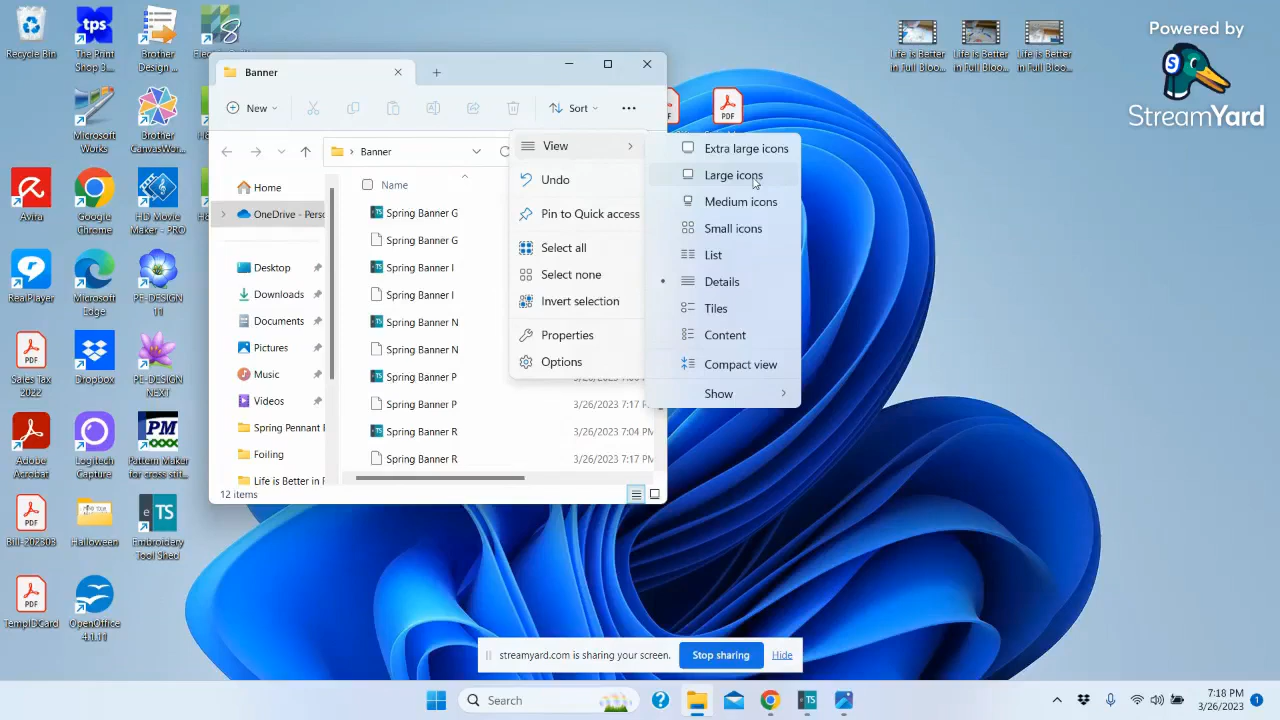 Recycle Bin
The Print Shop 3...
Brother Design ...
Life is Better in Full Bloo...
Life is Better in Full Bloo...
Life is Better in Full Bloo...
Powered by
StreamYard
Banner
New
Sort
Banner
Microsoft Works
Brother CanvasWor...
PDF
Avira
Google Chrome
HD Movie Maker - PRO
Home
OneDrive - Perso
Desktop
Downloads
Documents
Pictures
Music
Videos
Spring Pennant
Foiling
Life is Better in F
Name
Spring Banner G
Spring Banner G
Spring Banner I
Spring Banner I
Spring Banner N
Spring Banner N
Spring Banner P
Spring Banner P
3/26/2023 7:17 P
Spring Banner R
3/26/2023 7:04 PM
Spring Banner R
3/26/2023 7:17 PM
12 items
View
Undo
Pin to Quick access
Select all
Select none
Invert selection
Properties
Options
Extra large icons
Large icons
Medium icons
Small icons
List
Details
Tiles
Content
Compact view
Show
RealPlayer
Microsoft Edge
PE-DESIGN 11
PDF
Sales Tax 2022
Dropbox
PE-DESIGN NEXT
Adobe Acrobat
Logitech Capture
Pattern Maker for cross stit...
PDF
Bill-202303
Halloween
Embroidery Tool Shed
PDF
TempIDCard
OpenOffice 4.1.11
streamyard.com is sharing your screen.
Stop sharing
Hide
Search
7:18 PM
3/26/2023
1